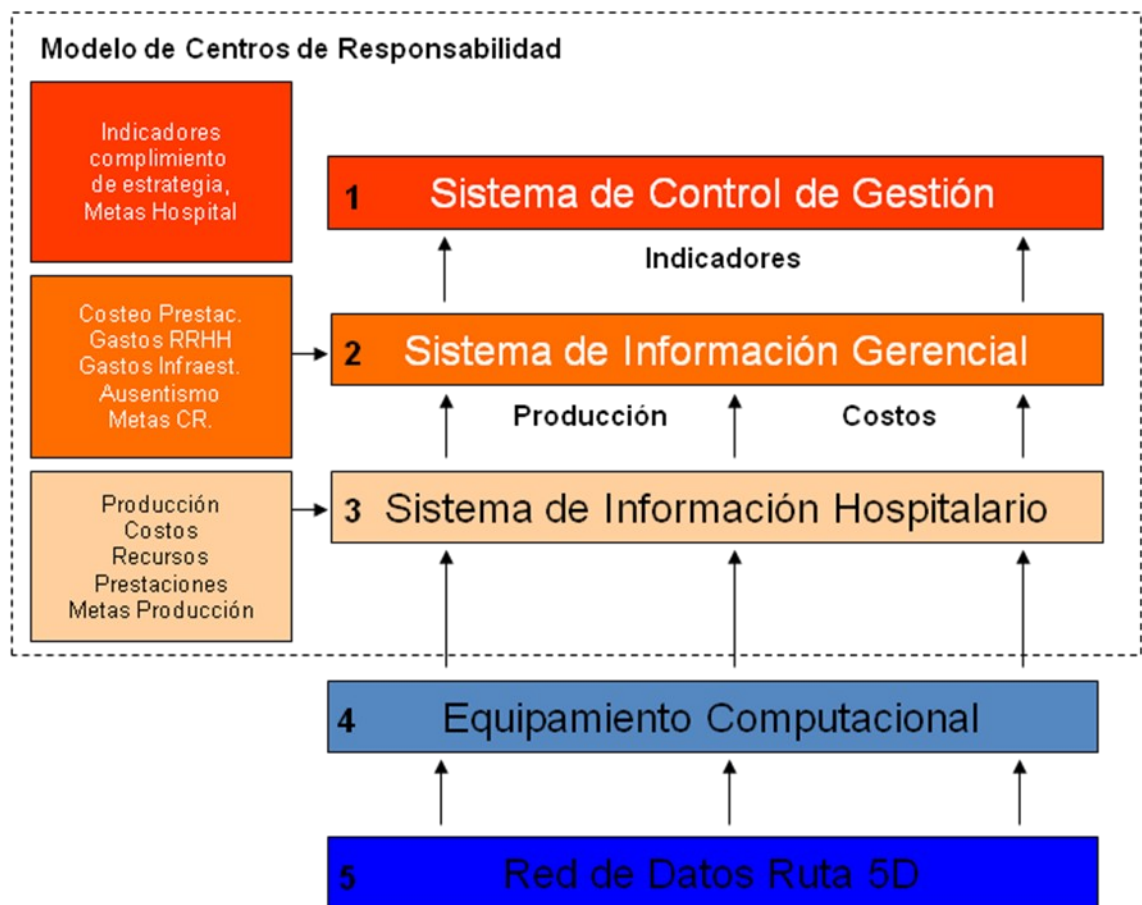 Modelo de Centros de Responsabilidad
Indicadores
complimiento
de estrategia,
Metas Hospital
1 Sistema de Control de Gestión
Indicadores
Costeo Prestac.
Gastos RRHH
Gastos Infraest.
Ausentismo
Metas CR.
2 Sistema de Información Gerencial
Producción Costos
Producción
Costos
Recursos
Prestaciones
Metas Producción
3 Sistema de Información Hospitalario
4 Equipamiento Computacional
5 Red de Datos Ruta 5D